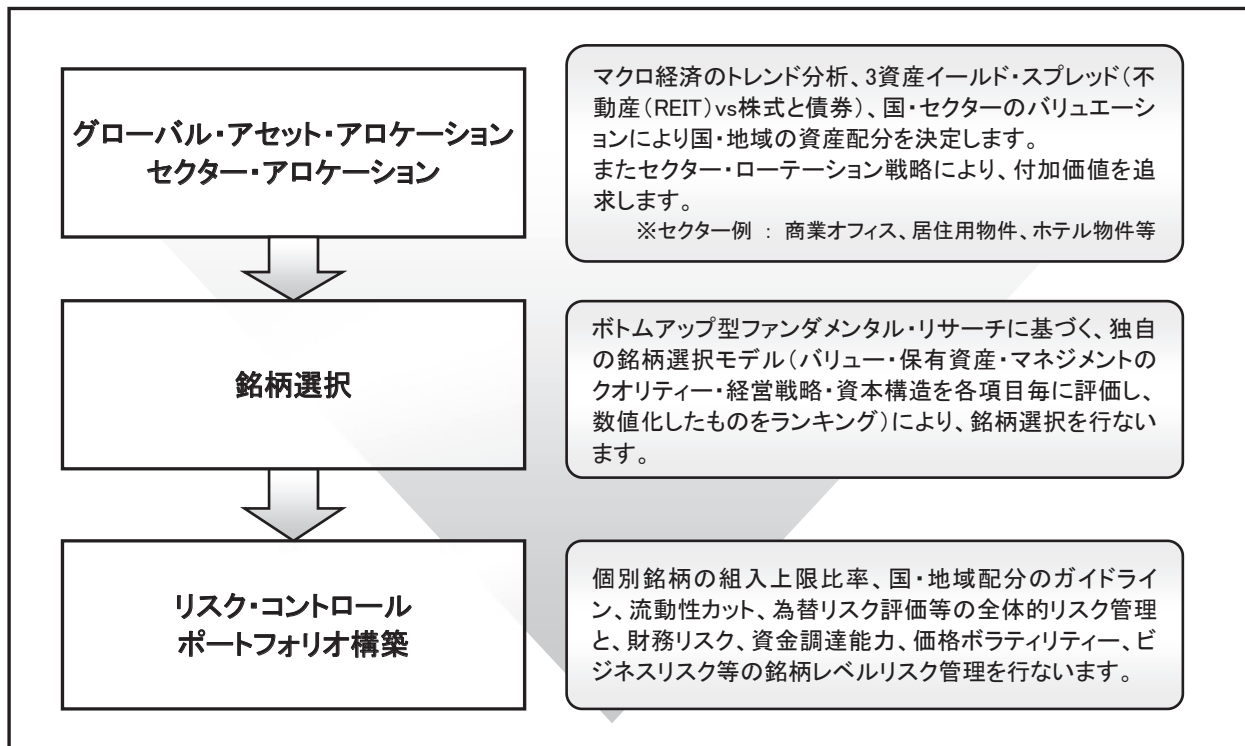 グローバル・アセット・アロケーション
セクター・アロケーション
マクロ経済のトレンド分析、3資産イールド・スプレッド(不
動産(REIT)vs株式と債券)、国・セクターのバリュエーシ
ョンにより国・地域の資産配分を決定します。
またセクター・ローテーション戦略により、付加価値を追
求します。
※セクター例 : 商業オフィス、居住用物件、ホテル物件等
銘柄選択
ボトムアップ型ファンダメンタル・リサーチに基づく、独自
の銘柄選択モデル(バリュー・保有資産・マネジメントの
クオリティー・経営戦略・資本構造を各項目毎に評価し、
数値化したものをランキング)により、銘柄選択を行ない
ます。
リスク・コントロール
ポートフォリオ構築
個別銘柄の組入上限比率、国・地域配分のガイドライ
ン、流動性カット、為替リスク評価等の全体的リスク管理
と、財務リスク、資金調達能力、価格ボラティリティー、ビ
ジネスリスク等の銘柄レベルリスク管理を行ないます。